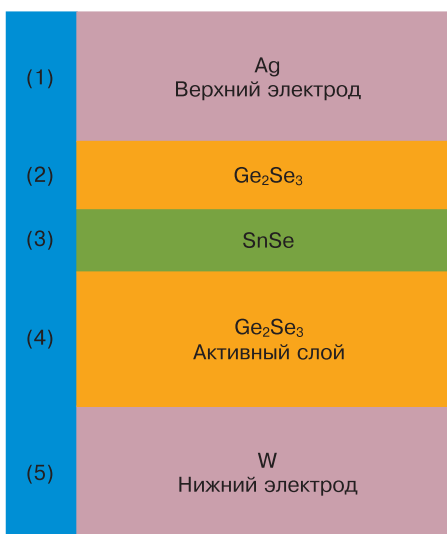 (1)
Ag
Верхний электрод
(2)
Ge₂Se₃
(3)
SnSe
(4)
Ge₂Se₃
Активный слой
(5)
W
Нижний электрод